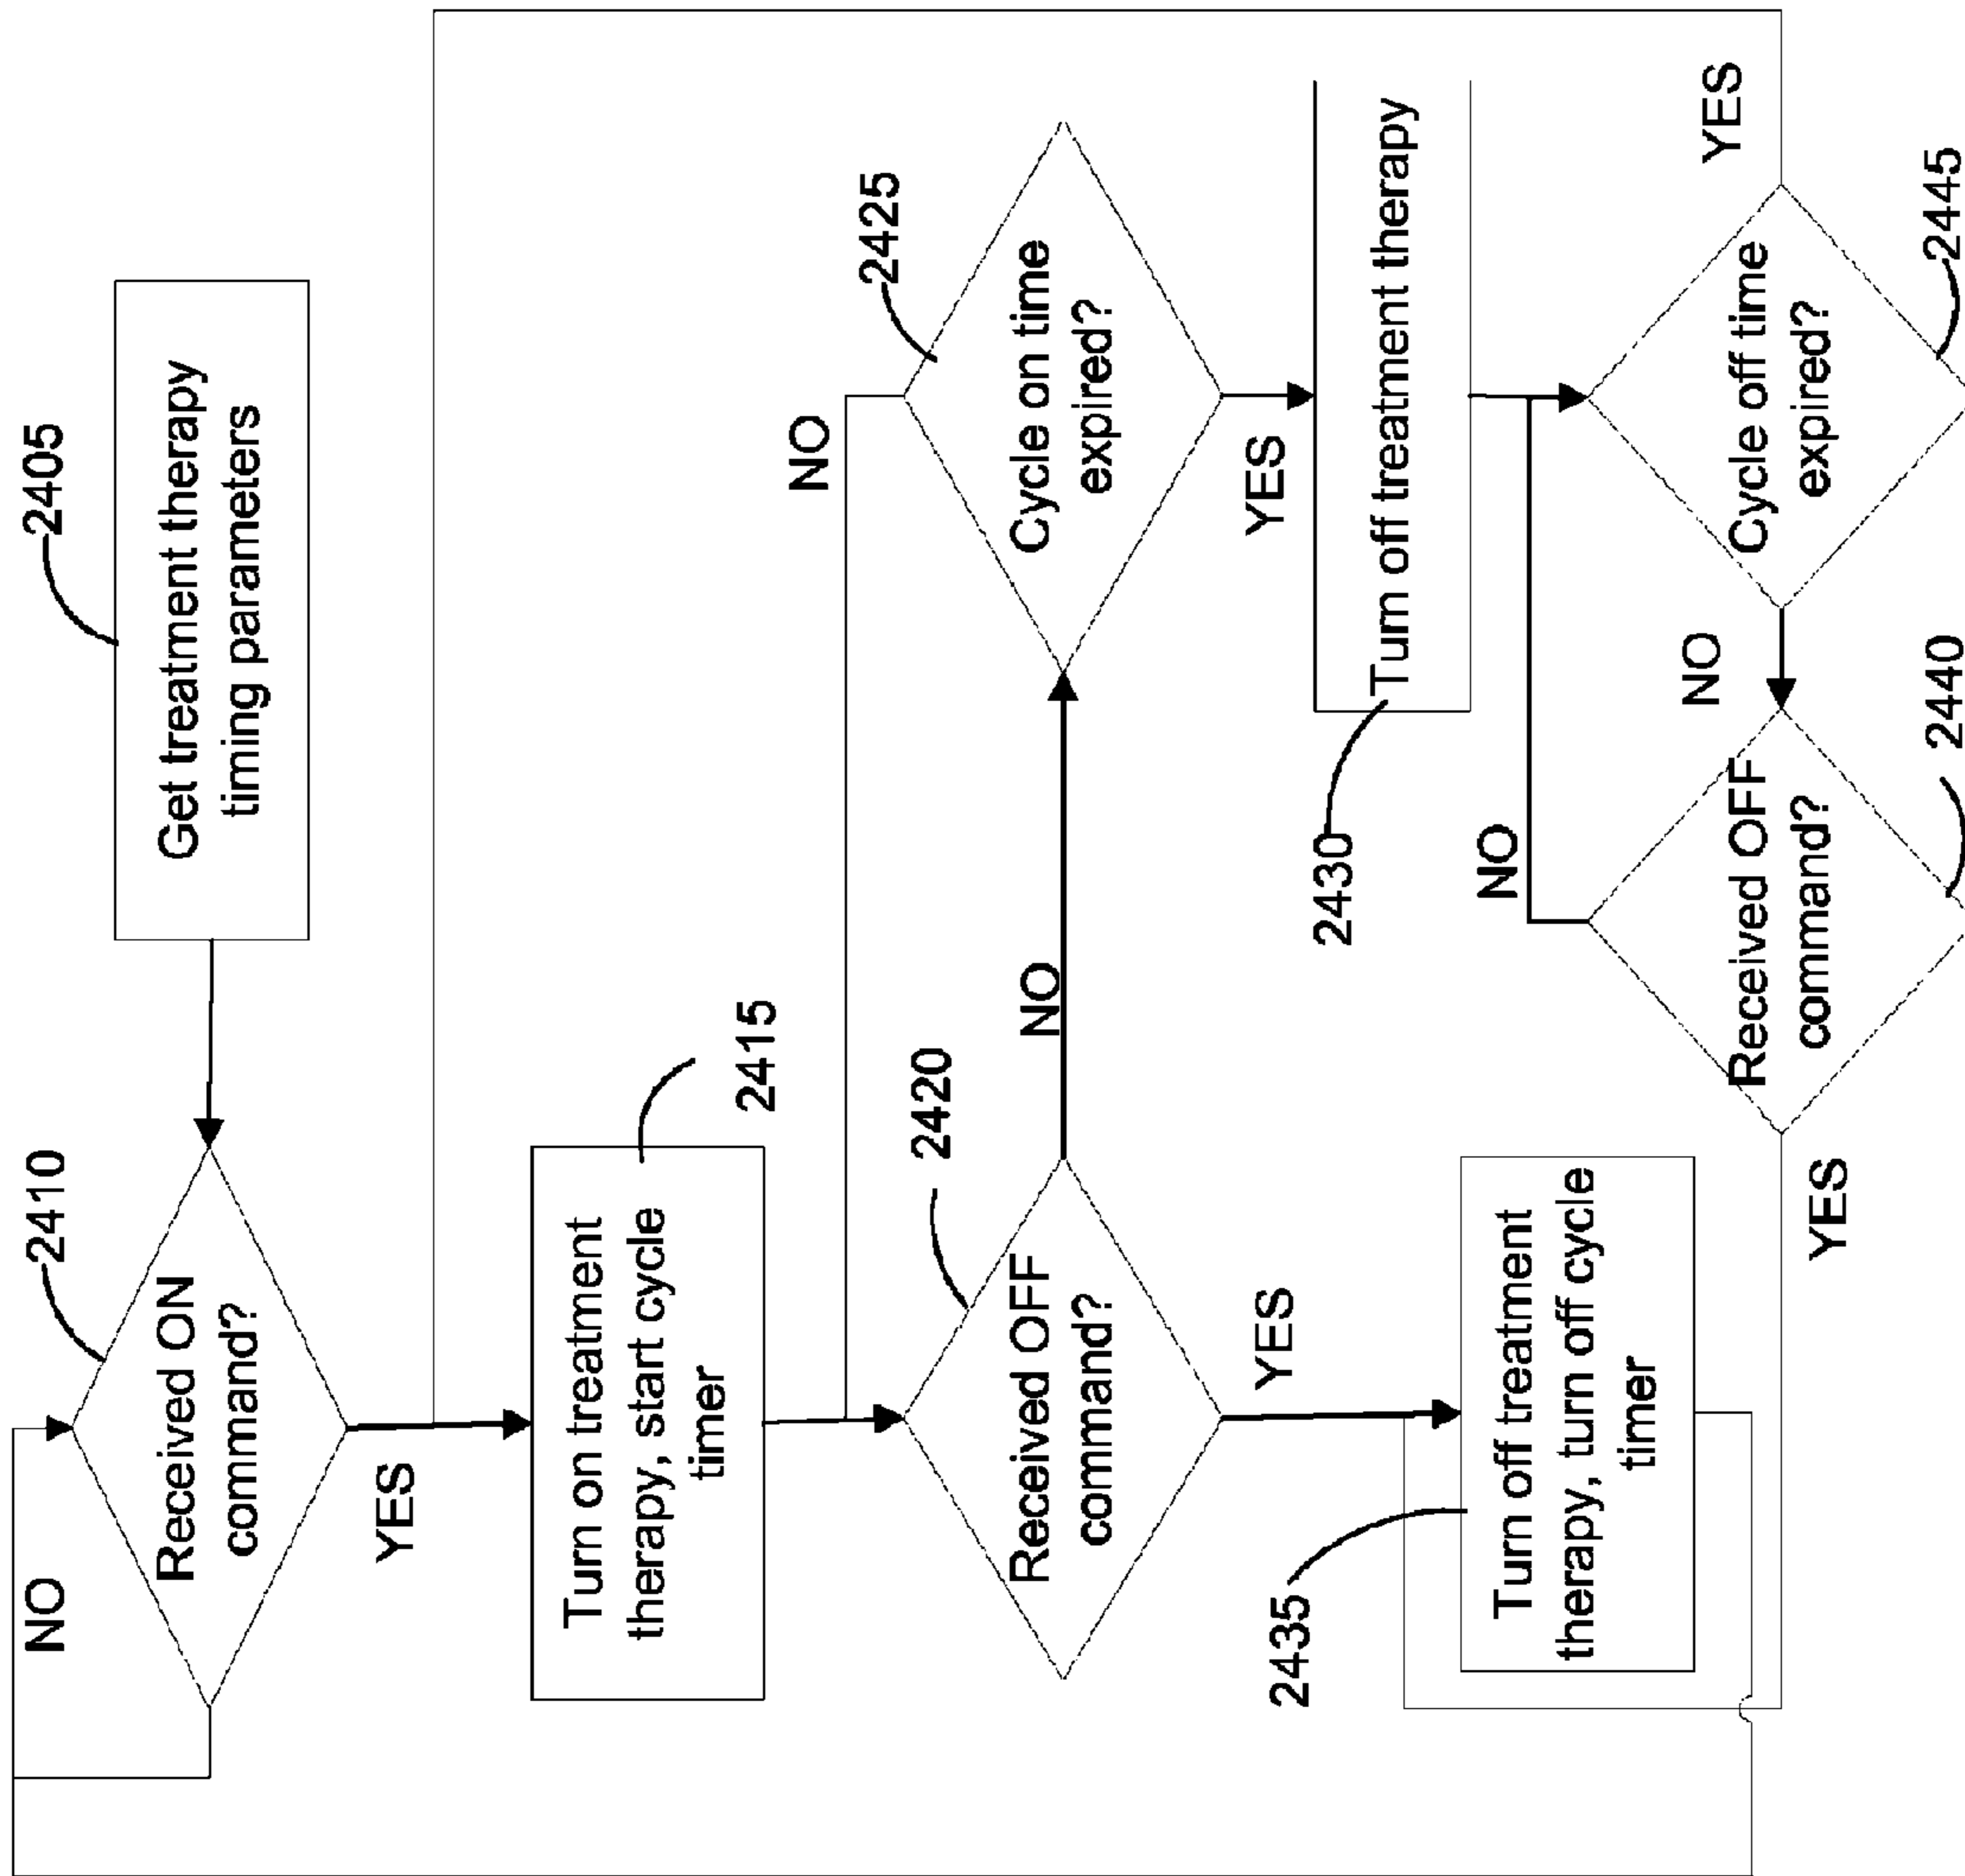 2405
Get treatment therapy
timing parameters
2410
Received ON
command?
NO
YES
Turn on treatment
therapy, start cycle
timer
2415
2420
Received OFF
command?
NO
YES
2425
Cycle on time
expired?
NO
YES
2430
Turn off treatment therapy
2435
Turn off treatment
therapy, turn off cycle
timer
2440
Received OFF
command?
NO
YES
2445
Cycle off time
expired?
NO
YES